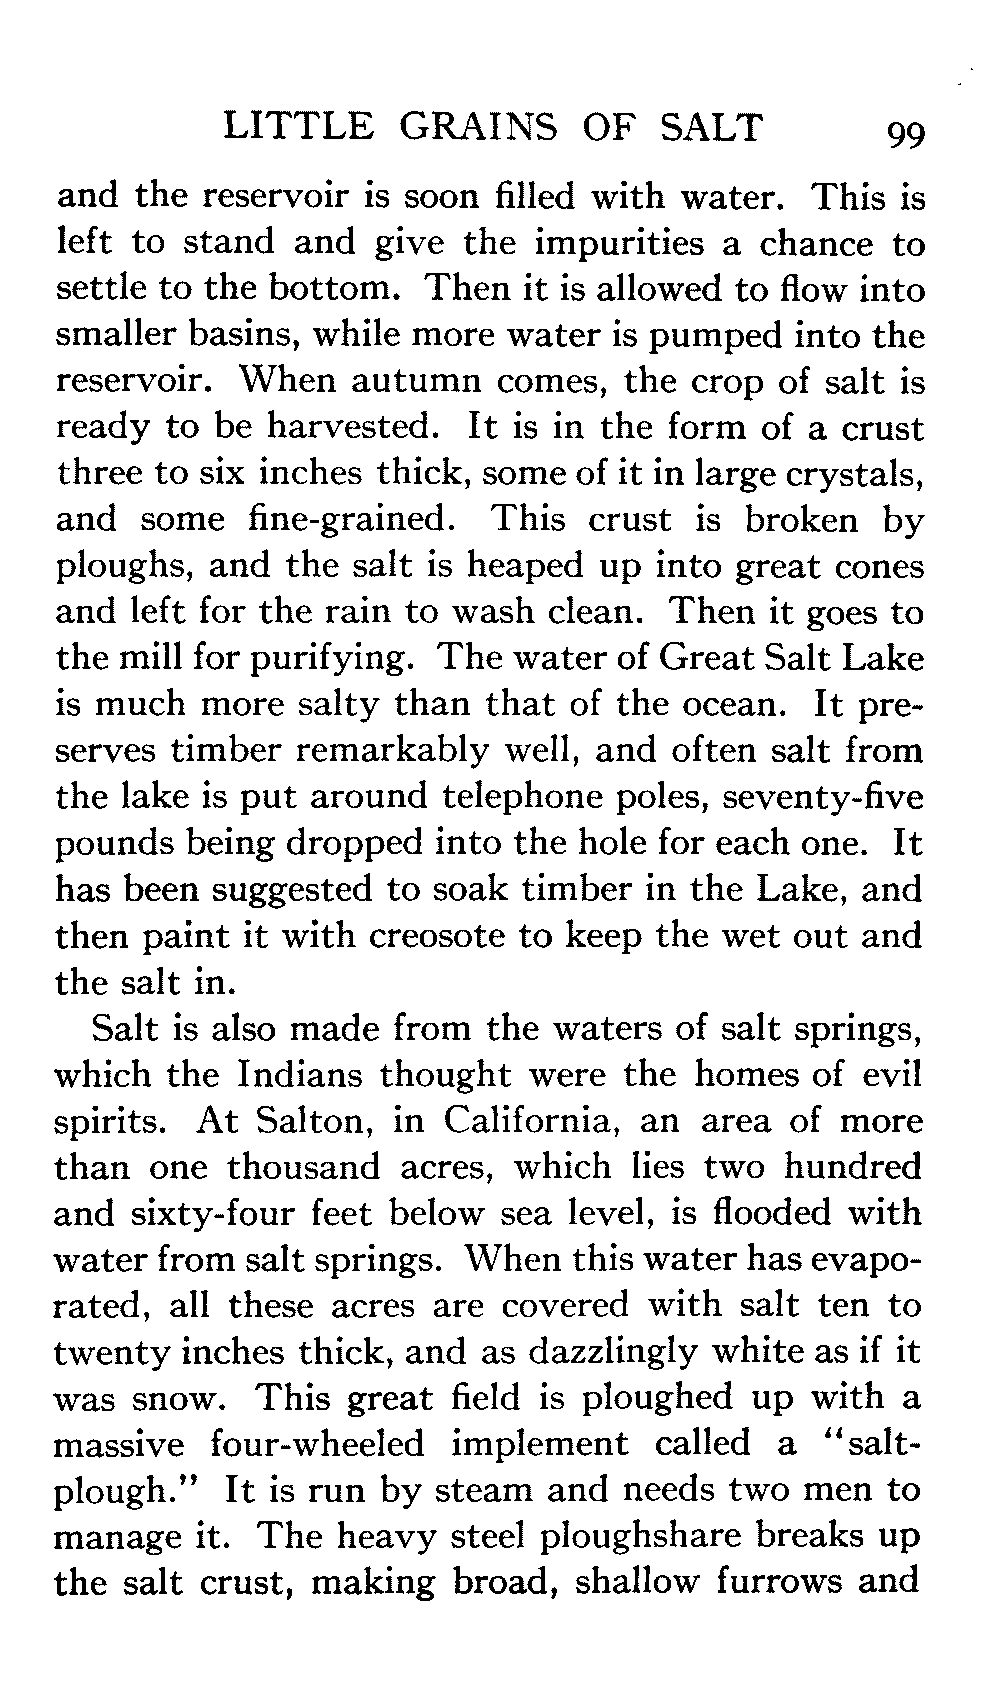 LITTLE GRAINS OF SALT 99
and the reservoir is soon filled with water. This is
left to stand and give the impurities a chance to
settle to the bottom. Then it is allowed to flow into
smaller basins, while more water is pumped into the
reservoir. When autumn comes, the crop of salt is
ready to be harvested. It is in the form of a crust
three to six inches thick, some of it in large crystals,
and some fine-grained. This crust is broken by
ploughs, and the salt is heaped up into great cones
and left for the rain to wash clean. Then it goes to
the mill for purifying. The water of Great Salt Lake
is much more salty than that of the ocean. It pre-
serves timber remarkably well, and often salt from
the lake is put around telephone poles, seventy-five
pounds being dropped into the hole for each one. It
has been suggested to soak timber in the Lake, and
then paint it with creosote to keep the wet out and
the salt in.
Salt is also made from the waters of salt springs,
which the Indians thought were the homes of evil
spirits. At Salton, in California, an area of more
than one thousand acres, which lies two hundred
and sixty-four feet below sea level, is flooded with
water from salt springs. When this water has evapo-
rated, all these acres are covered with salt ten to
twenty inches thick, and as dazzlingly white as if it
was snow. This great field is ploughed up with a
massive four-wheeled implement called a "salt-
plough." It is run by steam and needs two men to
manage it. The heavy steel ploughshare breaks up
the salt crust, making broad, shallow furrows and